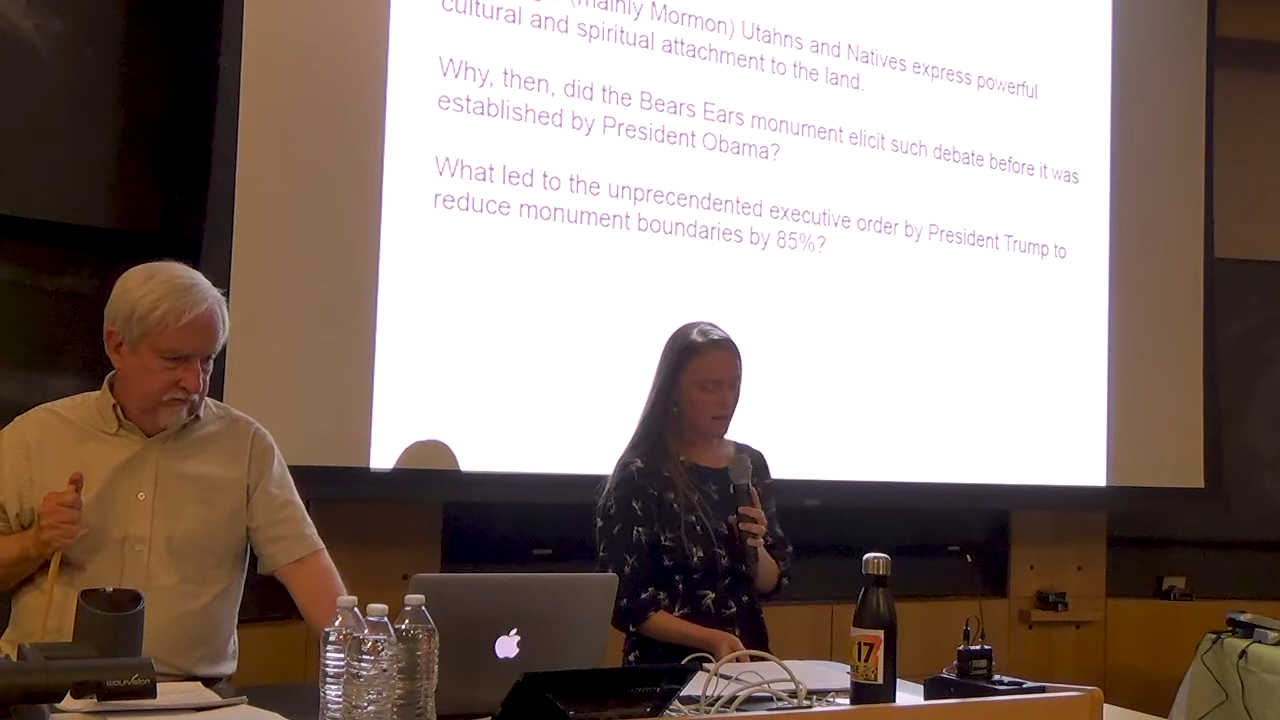 (mainly Mormon) Utahns and Natives express powerful
cultural and spiritual attachment to the land.
Why, then, did the Bears Ears monument elicit such debate before it was
established by President Obama?
What led to the unprecendented executive order by President Trump to
reduce monument boundaries by 85%?
wolfvision
17